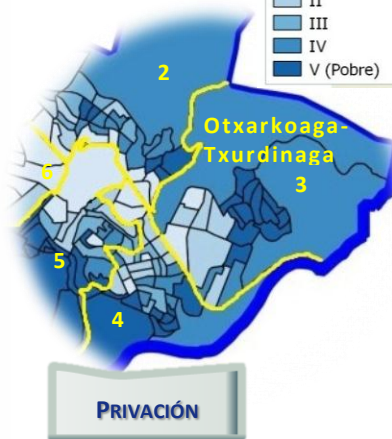 II
III
IV
V (Pobre)
2
Otxarkoaga-
Txurdinaga
3
6
5
4
PRIVACIÓN